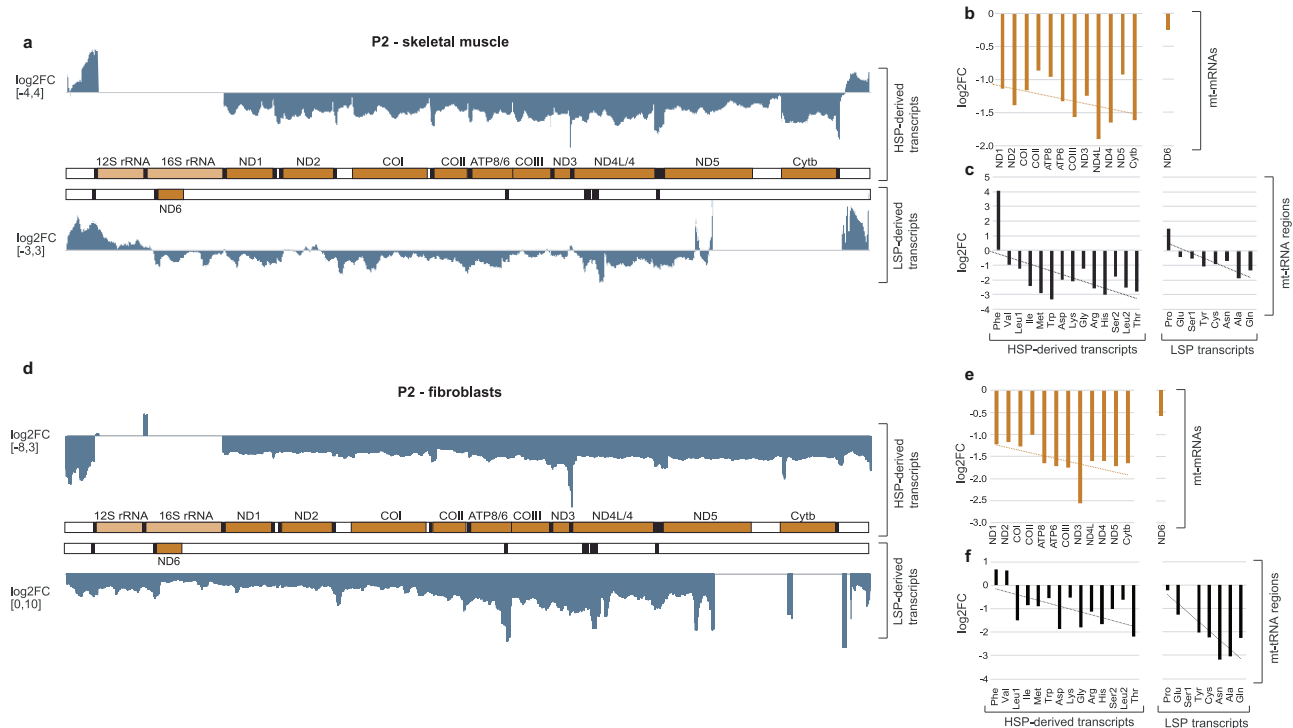 a
P2 - skeletal muscle
log2FC
[-4,4]
HSP-derived
transcripts
12S rRNA 16S rRNA ND1 ND2 COI COII ATP8/6 COIII ND3 ND4L/4 ND5 Cytb
ND6
log2FC
[-3,3]
LSP-derived
transcripts
b
log2FC
0
-0.5
-1.0
-1.5
-2.0
ND1 ND2 COI COII ATP8 ATP6 COIII ND3 ND4L ND4 ND5 Cytb
ND6
mt-mRNAs
c
log2FC
5
4
3
2
1
0
-1
-2
-3
-4
Phe Val Leu1 Ile Met Trp Asp Lys Gly Arg His Ser2 Leu2 Thr
Pro Glu Ser1 Tyr Cys Asn Ala Gln
HSP-derived transcripts
LSP transcripts
mt-tRNA regions
d
P2 - fibroblasts
log2FC
[-8,3]
HSP-derived
transcripts
12S rRNA 16S rRNA ND1 ND2 COI COII ATP8/6 COIII ND3 ND4L/4 ND5 Cytb
ND6
log2FC
[0,10]
LSP-derived
transcripts
e
log2FC
0
-0.5
-1.0
-1.5
-2.0
-2.5
-3.0
ND1 ND2 COI COII ATP8 ATP6 COIII ND3 ND4L ND4 ND5 Cytb
ND6
mt-mRNAs
f
log2FC
1
0
-1
-2
-3
-4
Phe Val Leu1 Ile Met Trp Asp Lys Gly Arg His Ser2 Leu2 Thr
Pro Glu Ser1 Tyr Cys Asn Ala Gln
HSP-derived transcripts
LSP transcripts
mt-tRNA regions